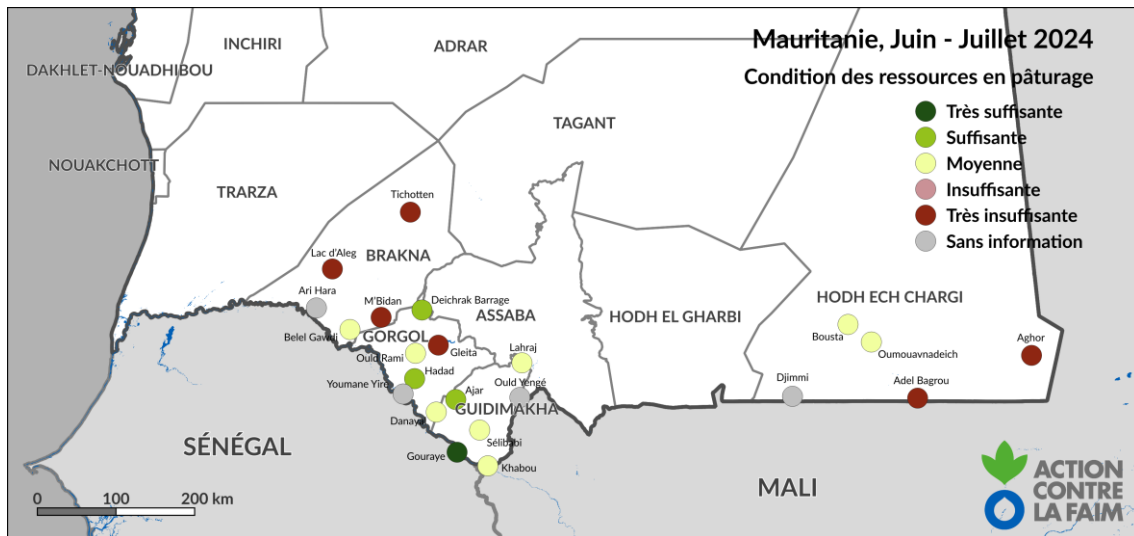 Mauritanie, Juin - Juillet 2024
Condition des ressources en pâturage
Très suffisante
Suffisante
Moyenne
Insuffisante
Très insuffisante
Sans information
INCHIRI
ADRAR
DAKHLET-NOUADHIBOU
TAGANT
NOUAKCHOTT
TRARZA
Tichotten
Lac d'Aleg
BRAKNA
Ari Hara
M'Bidan
Deichrak Barrage
ASSABA
HODH EL GHARBI
HODH ECH CHARGI
Belel Gawdi
GORGOL
Gleita
Lahraj
Bousta
Oumouavnadeich
Aghor
Ould Rami
Hadad
Youmane Yiré
Ajar
Ould Yengé
Djimmi
Adel Bagrou
GUIDIMAKHA
Danaya
Sélibabi
Gouraye
Khabou
SÉNÉGAL
MALI
0 100 200 km
ACTION
CONTRE
LA FAIM